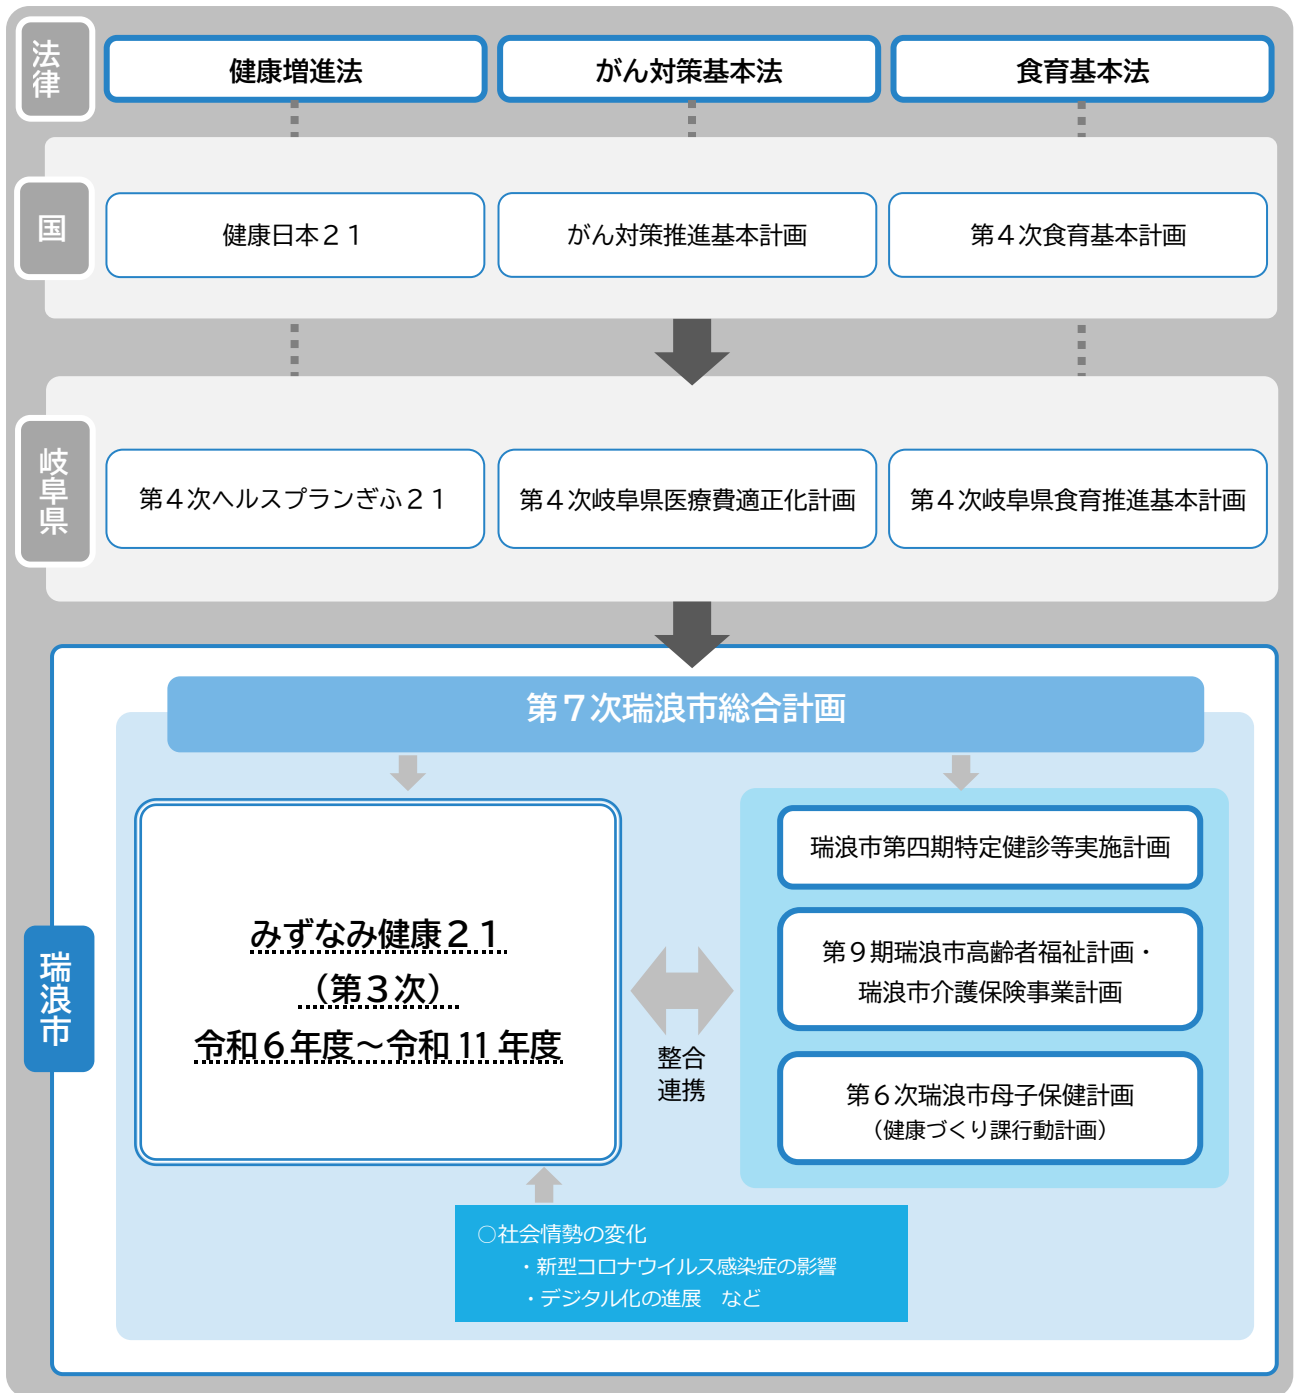 法律
健康増進法
がん対策基本法
食育基本法
国
健康日本２１
がん対策推進基本計画
第４次食育基本計画
岐阜県
第４次ヘルスプランぎふ２１
第４次岐阜県医療費適正化計画
第４次岐阜県食育推進基本計画
瑞浪市
第７次瑞浪市総合計画
みずなみ健康２１
（第３次）
令和６年度～令和 11 年度
整合
連携
瑞浪市第四期特定健診等実施計画
第９期瑞浪市高齢者福祉計画・
瑞浪市介護保険事業計画
第６次瑞浪市母子保健計画
（健康づくり課行動計画）
○社会情勢の変化
・新型コロナウイルス感染症の影響
・デジタル化の進展　など